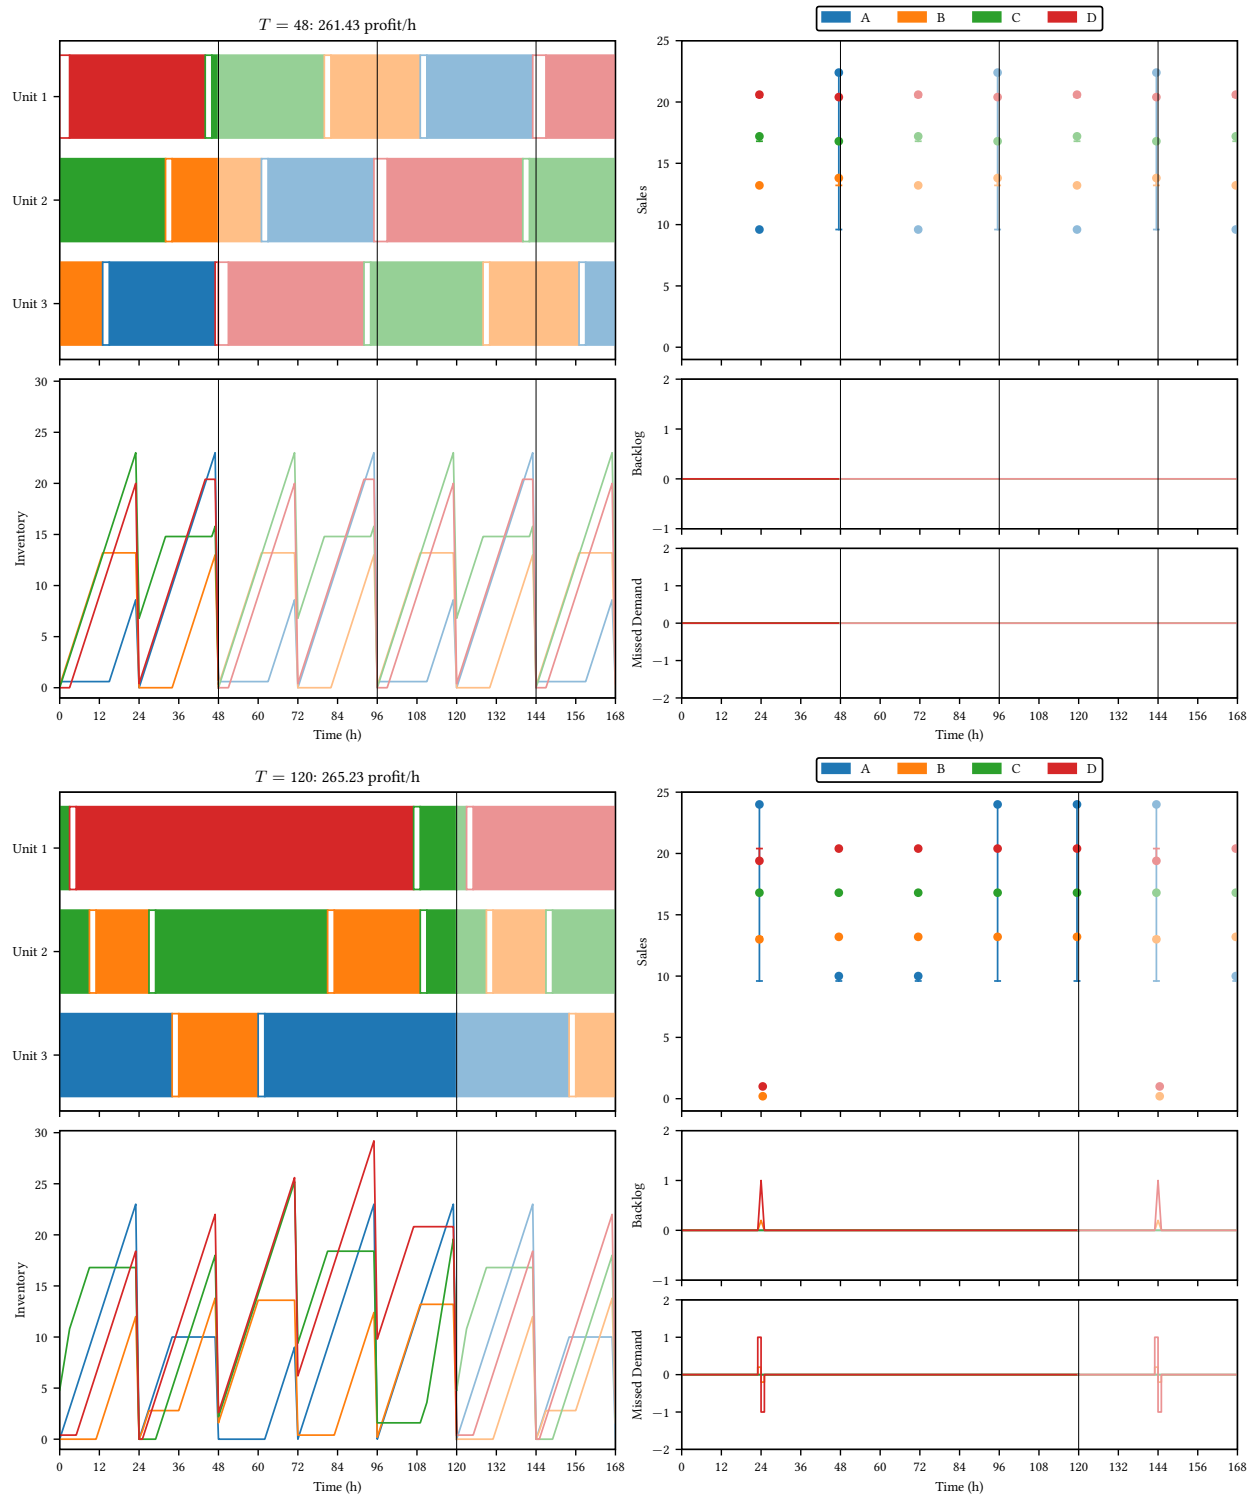 T = 48: 261.43 profit/h
A B C D
Unit 1
Unit 2
Unit 3
25
20
15
10
5
0
Sales
30
25
20
15
10
5
0
Inventory
0 12 24 36 48 60 72 84 96 108 120 132 144 156 168
Time (h)
2
1
0
−1
Backlog
2
1
0
−1
−2
Missed Demand
0 12 24 36 48 60 72 84 96 108 120 132 144 156 168
Time (h)
T = 120: 265.23 profit/h
A B C D
Unit 1
Unit 2
Unit 3
25
20
15
10
5
0
Sales
30
25
20
15
10
5
0
Inventory
0 12 24 36 48 60 72 84 96 108 120 132 144 156 168
Time (h)
2
1
0
−1
Backlog
2
1
0
−1
−2
Missed Demand
0 12 24 36 48 60 72 84 96 108 120 132 144 156 168
Time (h)